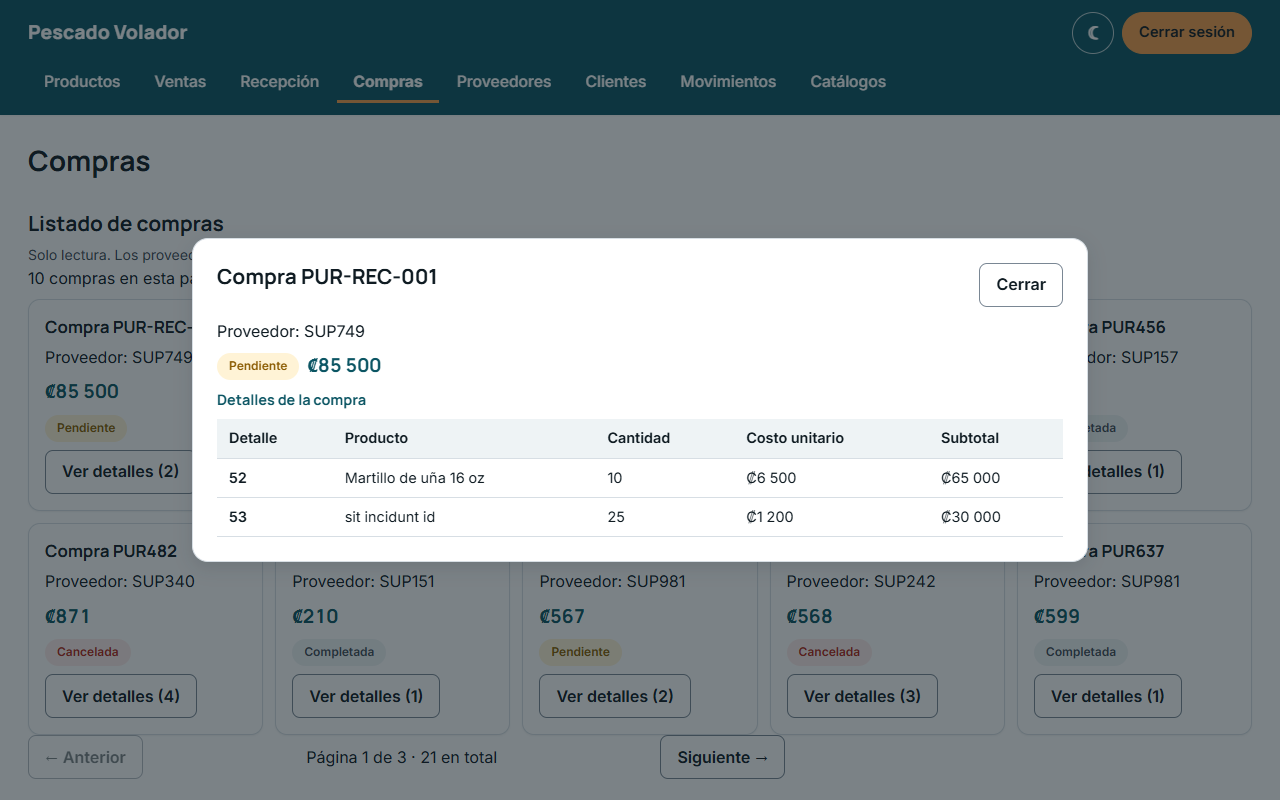 Pescado Volador
Cerrar sesión
Productos Ventas Recepción Compras Proveedores Clientes Movimientos Catálogos
Compras
Listado de compras
Solo lectura. Los
10 compras en esta
Compra PUR-REC-001
Cerrar
Proveedor: SUP749
Pendiente ₡85 500
Detalles de la compra
Detalle Producto Cantidad Costo unitario Subtotal
52 Martillo de uña 16 oz 10 ₡6 500 ₡65 000
53 sit incidunt id 25 ₡1 200 ₡30 000
Compra PUR-REC-
Proveedor: SUP749
₡85 500
Pendiente
Ver detalles (2)
PUR456
SUP157
(1)
Compra PUR482
Proveedor: SUP340
₡871
Cancelada
Ver detalles (4)
Proveedor: SUP151
₡210
Completada
Ver detalles (1)
Proveedor: SUP981
₡567
Pendiente
Ver detalles (2)
Proveedor: SUP242
₡568
Cancelada
Ver detalles (3)
PUR637
Proveedor: SUP981
₡599
Completada
Ver detalles (1)
← Anterior
Página 1 de 3 · 21 en total
Siguiente →